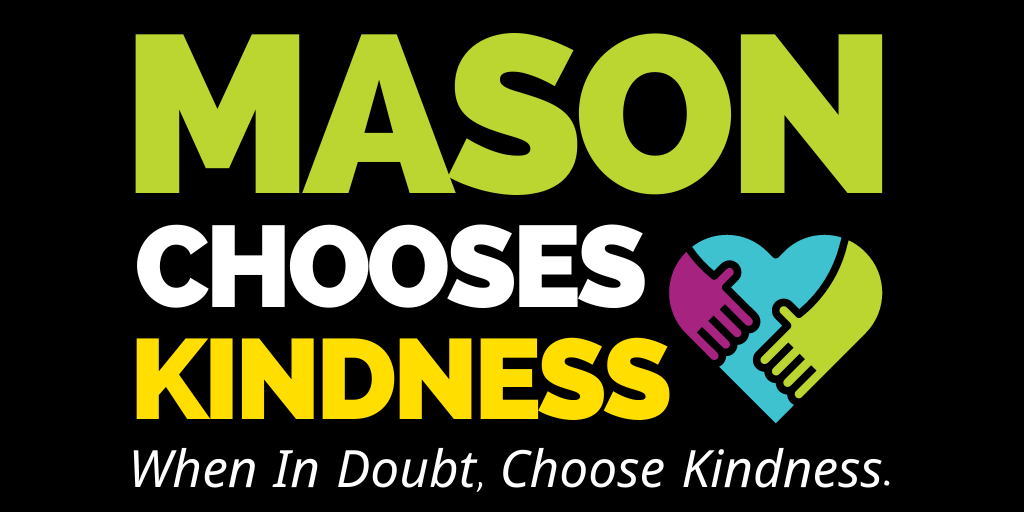 MASON
CHOOSES
KINDNESS
When In Doubt, Choose Kindness.